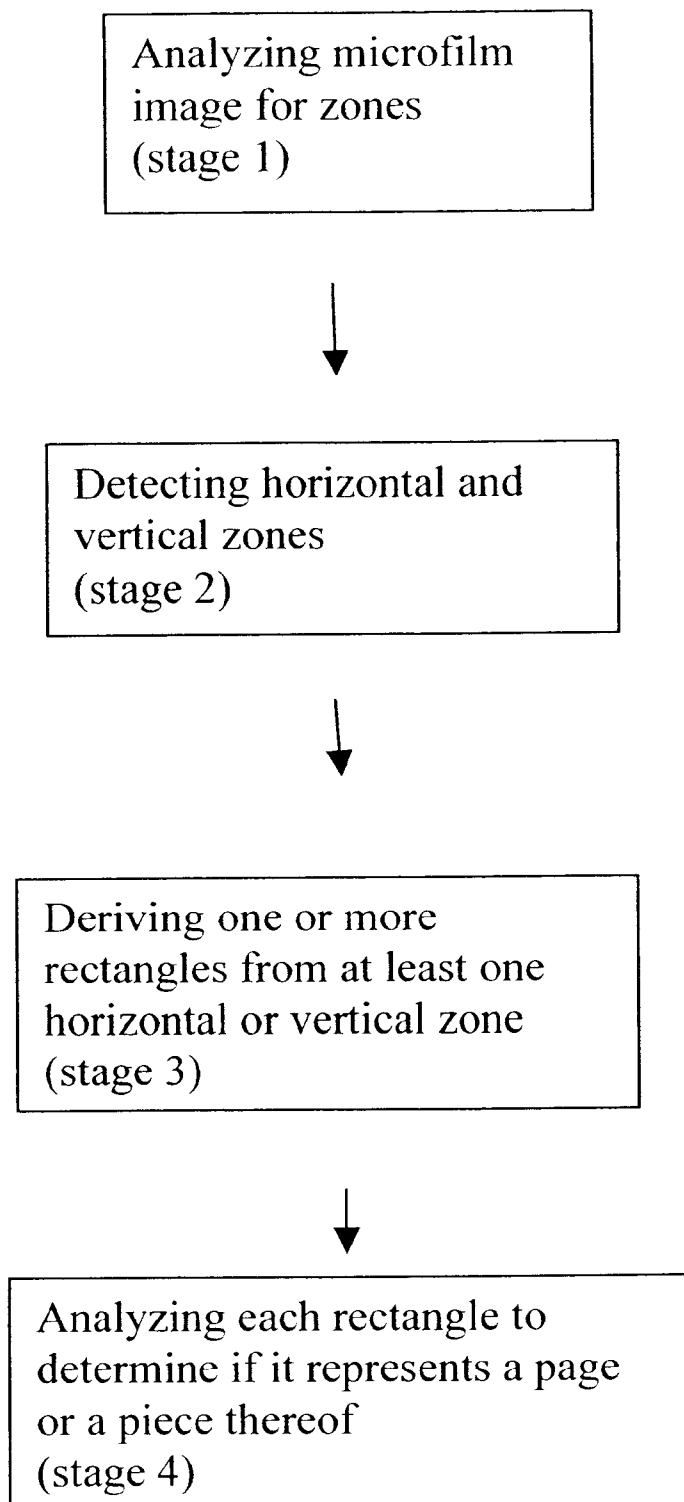 Analyzing microfilm
image for zones
(stage 1)
Detecting horizontal and
vertical zones
(stage 2)
Deriving one or more
rectangles from at least one
horizontal or vertical zone
(stage 3)
Analyzing each rectangle to
determine if it represents a page
or a piece thereof
(stage 4)